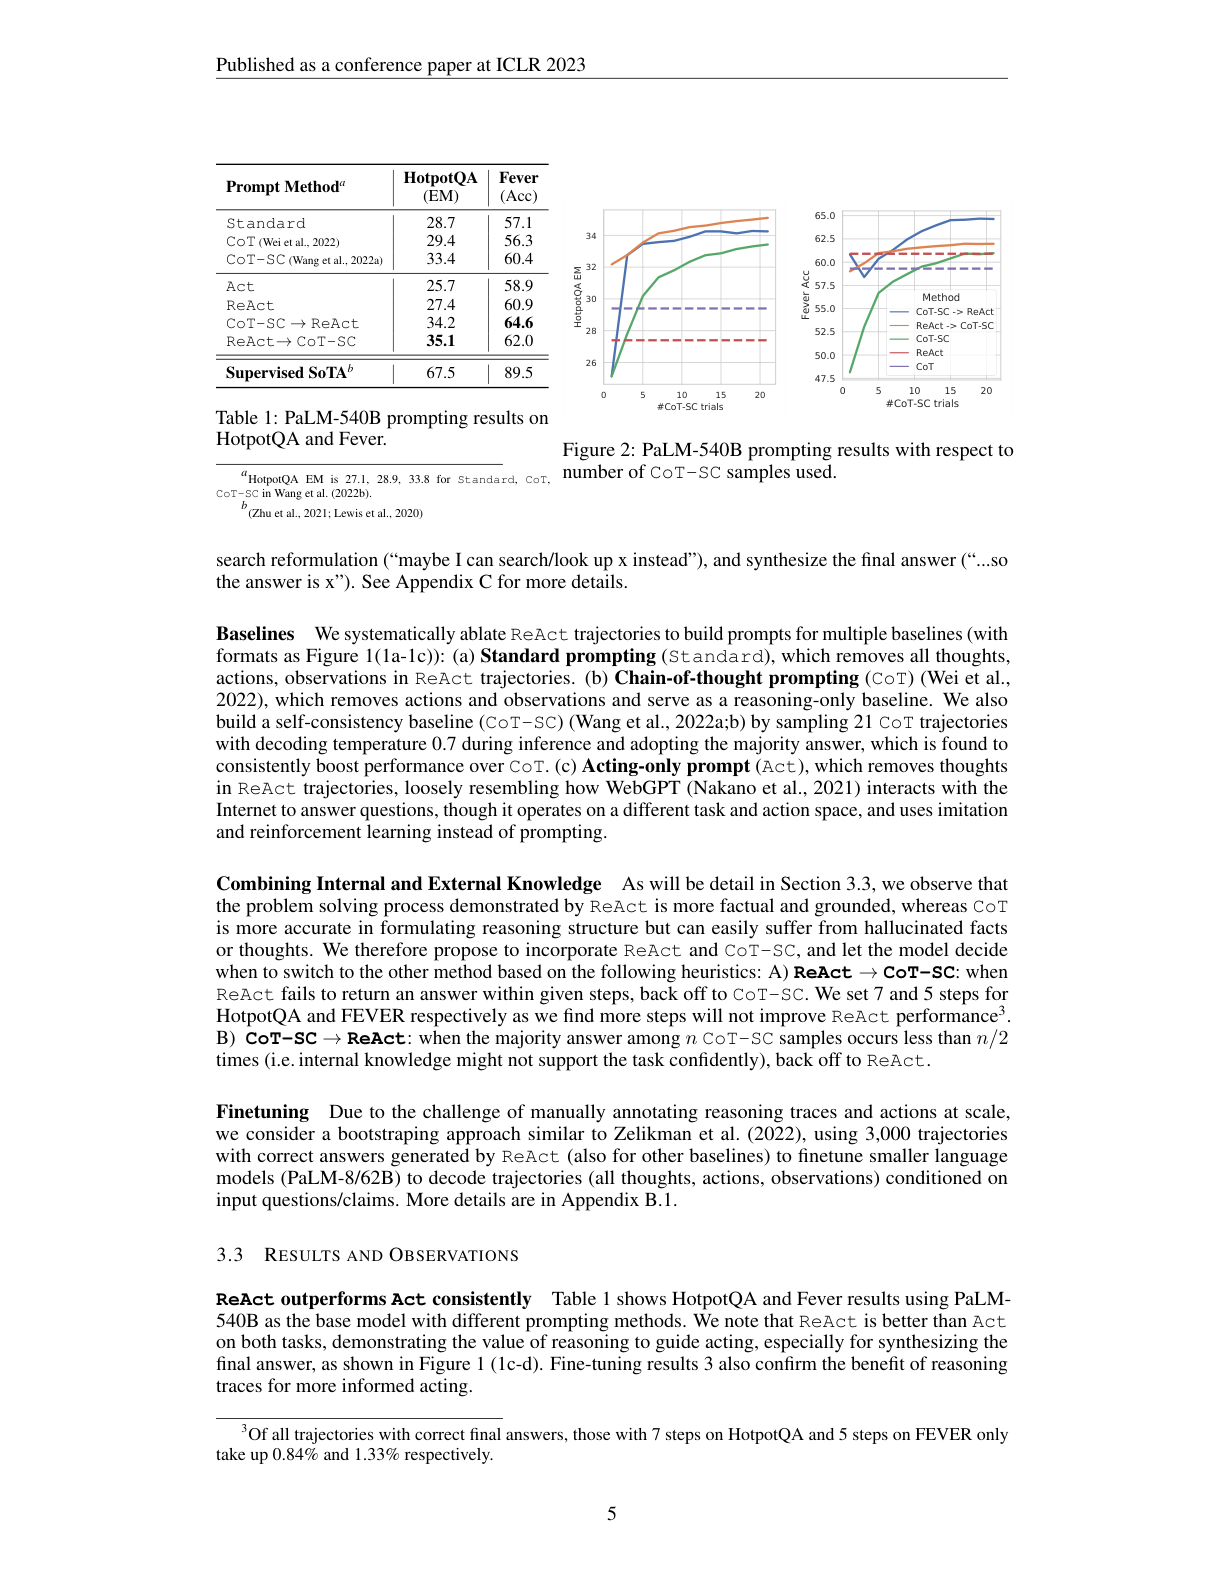 Published as a conference paper at ICLR 2023
Prompt Methodᵃ HotpotQA (EM) Fever (Acc)
Standard 28.7 57.1
CoT (Wei et al., 2022) 29.4 56.3
CoT-SC (Wang et al., 2022a) 33.4 60.4
Act 25.7 58.9
ReAct 27.4 60.9
CoT-SC → ReAct 34.2 64.6
ReAct→ CoT-SC 35.1 62.0
Supervised SoTAᵇ 67.5 89.5
Table 1: PaLM-540B prompting results on
HotpotQA and Fever.
ᵃHotpotQA EM is 27.1, 28.9, 33.8 for Standard, CoT,
CoT-SC in Wang et al. (2022b).
ᵇ(Zhu et al., 2021; Lewis et al., 2020)
HotpotQA EM
34
32
30
28
26
0 5 10 15 20
#CoT-SC trials
Fever Acc
65.0
62.5
60.0
57.5
55.0
52.5
50.0
47.5
Method
CoT-SC -> ReAct
ReAct -> CoT-SC
CoT-SC
ReAct
CoT
0 5 10 15 20
#CoT-SC trials
Figure 2: PaLM-540B prompting results with respect to
number of CoT-SC samples used.
search reformulation (“maybe I can search/look up x instead”), and synthesize the final answer (“...so
the answer is x”). See Appendix C for more details.
Baselines We systematically ablate ReAct trajectories to build prompts for multiple baselines (with
formats as Figure 1(1a-1c)): (a) Standard prompting (Standard), which removes all thoughts,
actions, observations in ReAct trajectories. (b) Chain-of-thought prompting (CoT) (Wei et al.,
2022), which removes actions and observations and serve as a reasoning-only baseline. We also
build a self-consistency baseline (CoT-SC) (Wang et al., 2022a;b) by sampling 21 CoT trajectories
with decoding temperature 0.7 during inference and adopting the majority answer, which is found to
consistently boost performance over CoT. (c) Acting-only prompt (Act), which removes thoughts
in ReAct trajectories, loosely resembling how WebGPT (Nakano et al., 2021) interacts with the
Internet to answer questions, though it operates on a different task and action space, and uses imitation
and reinforcement learning instead of prompting.
Combining Internal and External Knowledge As will be detail in Section 3.3, we observe that
the problem solving process demonstrated by ReAct is more factual and grounded, whereas CoT
is more accurate in formulating reasoning structure but can easily suffer from hallucinated facts
or thoughts. We therefore propose to incorporate ReAct and CoT-SC, and let the model decide
when to switch to the other method based on the following heuristics: A) ReAct → CoT-SC: when
ReAct fails to return an answer within given steps, back off to CoT-SC. We set 7 and 5 steps for
HotpotQA and FEVER respectively as we find more steps will not improve ReAct performance³.
B) CoT-SC → ReAct: when the majority answer among n CoT-SC samples occurs less than n/2
times (i.e. internal knowledge might not support the task confidently), back off to ReAct.
Finetuning Due to the challenge of manually annotating reasoning traces and actions at scale,
we consider a bootstraping approach similar to Zelikman et al. (2022), using 3,000 trajectories
with correct answers generated by ReAct (also for other baselines) to finetune smaller language
models (PaLM-8/62B) to decode trajectories (all thoughts, actions, observations) conditioned on
input questions/claims. More details are in Appendix B.1.
3.3 RESULTS AND OBSERVATIONS
ReAct outperforms Act consistently Table 1 shows HotpotQA and Fever results using PaLM-
540B as the base model with different prompting methods. We note that ReAct is better than Act
on both tasks, demonstrating the value of reasoning to guide acting, especially for synthesizing the
final answer, as shown in Figure 1 (1c-d). Fine-tuning results 3 also confirm the benefit of reasoning
traces for more informed acting.
³Of all trajectories with correct final answers, those with 7 steps on HotpotQA and 5 steps on FEVER only
take up 0.84% and 1.33% respectively.
5